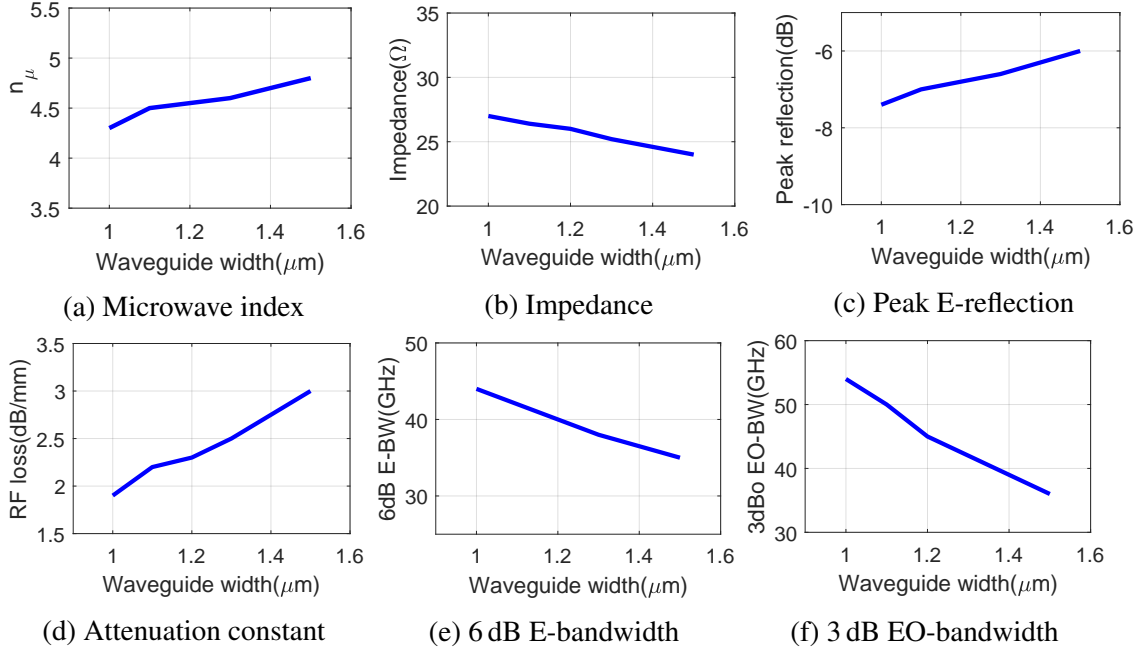 5.5
4.5
3.5
n_μ
1
1.2
1.4
1.6
Waveguide width(μm)
(a) Microwave index
40
35
30
25
20
Impedance(Ω)
1
1.2
1.4
1.6
Waveguide width(μm)
(b) Impedance
-6
-8
-10
Peak reflection(dB)
1
1.2
1.4
1.6
Waveguide width(μm)
(c) Peak E-reflection
3.5
3
2.5
2
1.5
RF loss(dB/mm)
1
1.2
1.4
1.6
Waveguide width(μm)
(d) Attenuation constant
50
40
30
6dB E-BW(GHz)
1
1.2
1.4
1.6
Waveguide width(μm)
(e) 6 dB E-bandwidth
60
50
40
30
3dBo EO-BW(GHz)
1
1.2
1.4
1.6
Waveguide width(μm)
(f) 3 dB EO-bandwidth